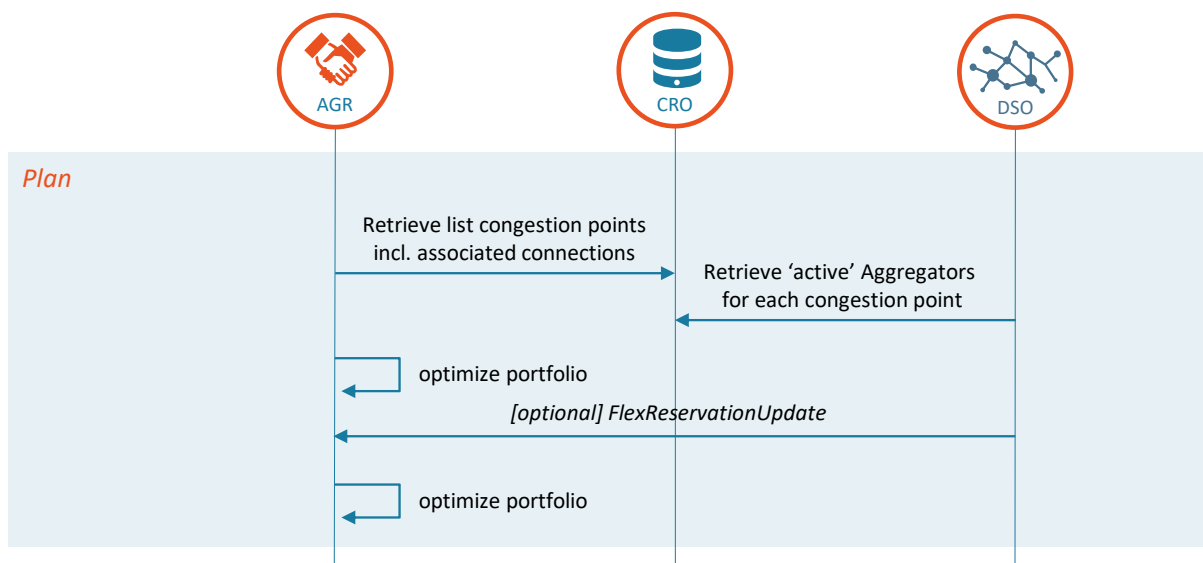 AGR
CRO
DSO
Plan
Retrieve list congestion points
incl. associated connections
Retrieve ‘active’ Aggregators
for each congestion point
optimize portfolio
[optional] FlexReservationUpdate
optimize portfolio